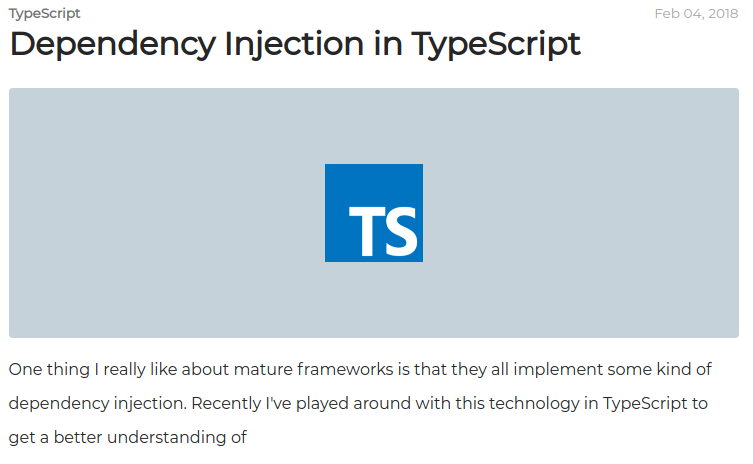 TypeScript
Feb 04, 2018
Dependency Injection in TypeScript
TS
One thing I really like about mature frameworks is that they all implement some kind of
dependency injection. Recently I've played around with this technology in TypeScript to
get a better understanding of